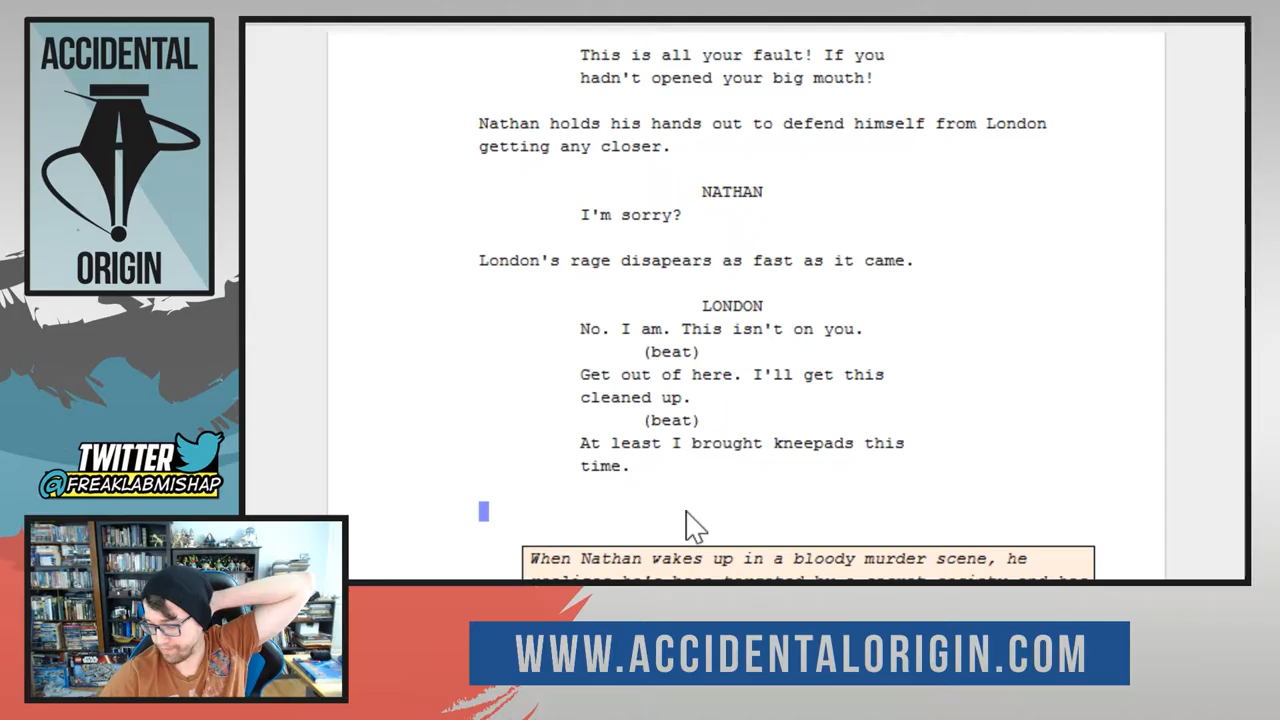 ACCIDENTAL
ORIGIN
This is all your fault! If you
hadn't opened your big mouth!
Nathan holds his hands out to defend himself from London
getting any closer.
NATHAN
I'm sorry?
London's rage disapears as fast as it came.
LONDON
No. I am. This isn't on you.
(beat)
Get out of here. I'll get this
cleaned up.
(beat)
At least I brought kneepads this
time.
When Nathan wakes up in a bloody murder scene, he
TWITTER
@FREAKLABMISHAP
WWW.ACCIDENTALORIGIN.COM